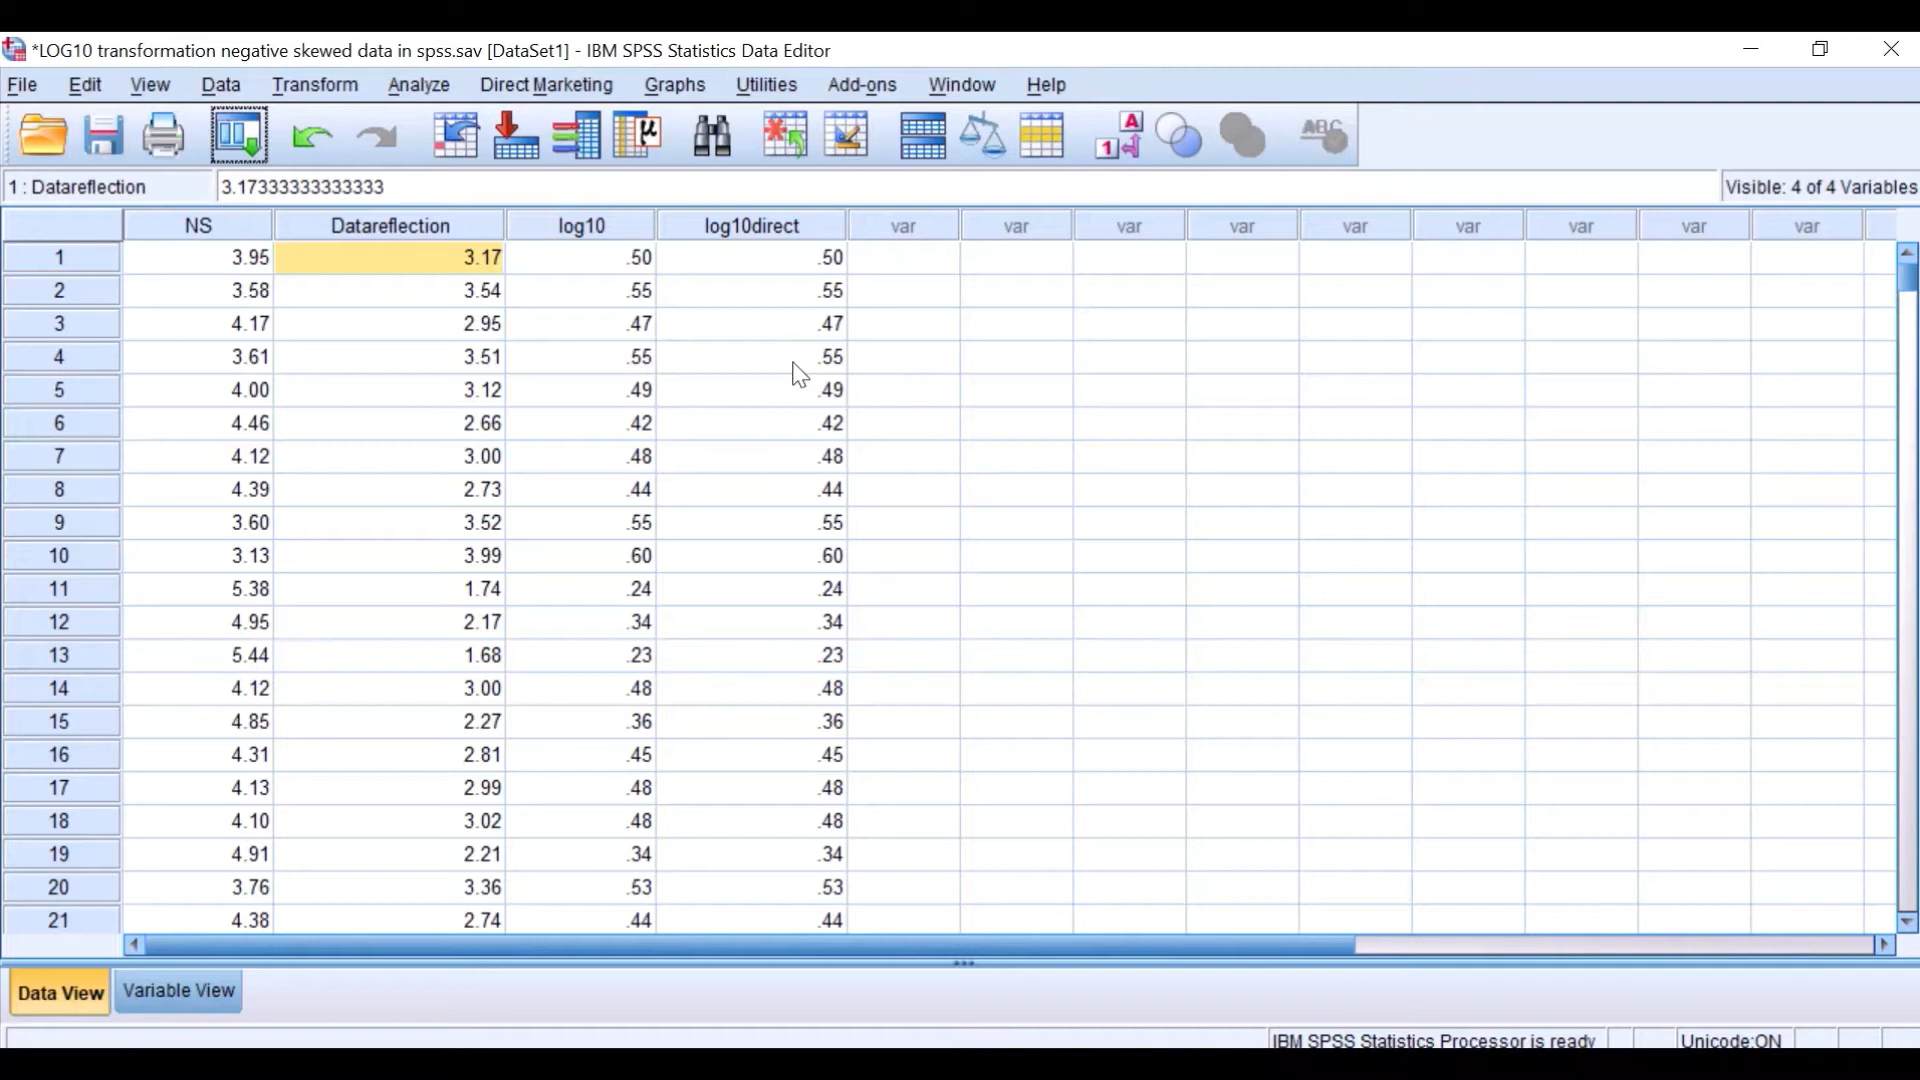 *LOG10 transformation negative skewed data in spss.sav [DataSet1] - IBM SPSS Statistics Data Editor
File Edit View Data Transform Analyze Direct Marketing Graphs Utilities Add-ons Window Help
µ 1 A ABC
1 : Datareflection 3.17333333333333 Visible: 4 of 4 Variables
NS Datareflection log10 log10direct var var var var var var var var var
1 3.95 3.17 .50 .50
2 3.58 3.54 .55 .55
3 4.17 2.95 .47 .47
4 3.61 3.51 .55 .55
5 4.00 3.12 .49 .49
6 4.46 2.66 .42 .42
7 4.12 3.00 .48 .48
8 4.39 2.73 .44 .44
9 3.60 3.52 .55 .55
10 3.13 3.99 .60 .60
11 5.38 1.74 .24 .24
12 4.95 2.17 .34 .34
13 5.44 1.68 .23 .23
14 4.12 3.00 .48 .48
15 4.85 2.27 .36 .36
16 4.31 2.81 .45 .45
17 4.13 2.99 .48 .48
18 4.10 3.02 .48 .48
19 4.91 2.21 .34 .34
20 3.76 3.36 .53 .53
21 4.38 2.74 .44 .44
Data View Variable View
IBM SPSS Statistics Processor is ready Unicode:ON